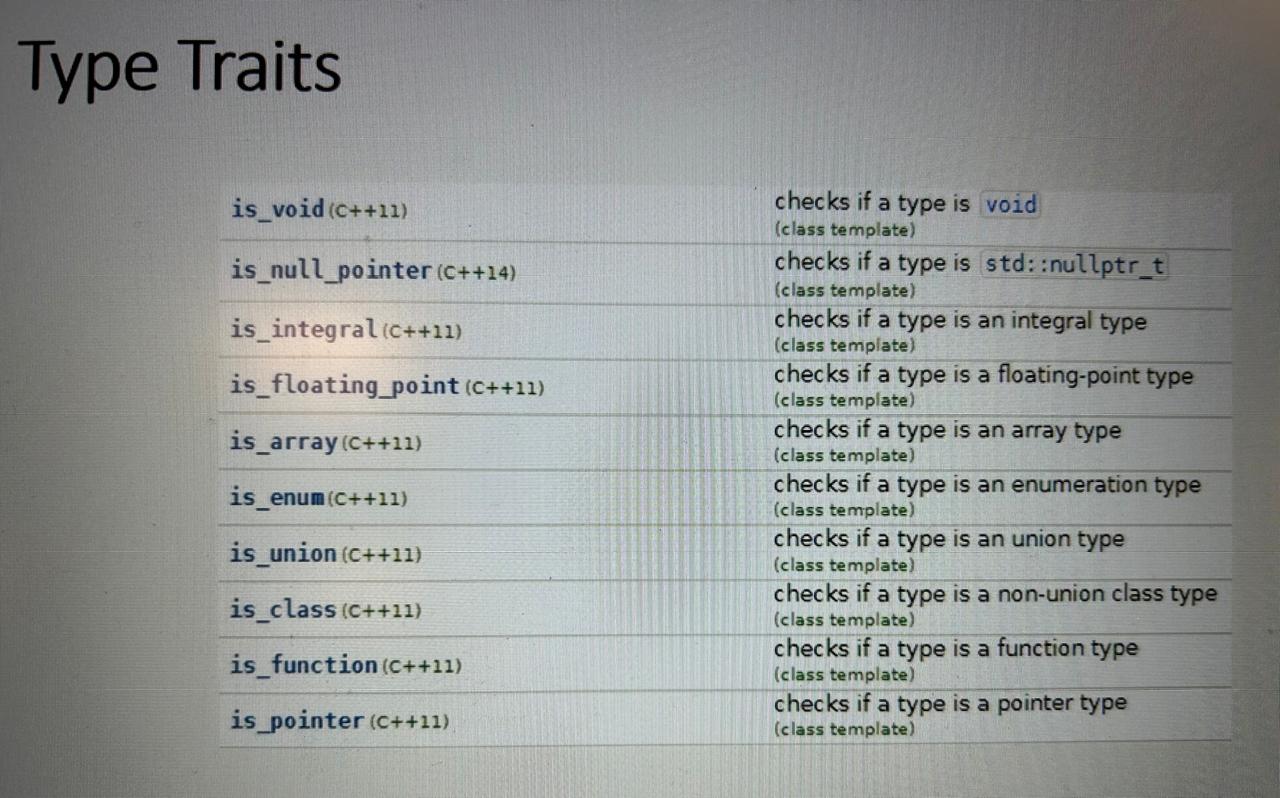 Type Traits
is_void (C++11) checks if a type is void
(class template)
is_null_pointer (C++14) checks if a type is std::nullptr_t
(class template)
is_integral (C++11) checks if a type is an integral type
(class template)
is_floating_point (C++11) checks if a type is a floating-point type
(class template)
is_array (C++11) checks if a type is an array type
(class template)
is_enum (C++11) checks if a type is an enumeration type
(class template)
is_union (C++11) checks if a type is an union type
(class template)
is_class (C++11) checks if a type is a non-union class type
(class template)
is_function (C++11) checks if a type is a function type
(class template)
is_pointer (C++11) checks if a type is a pointer type
(class template)